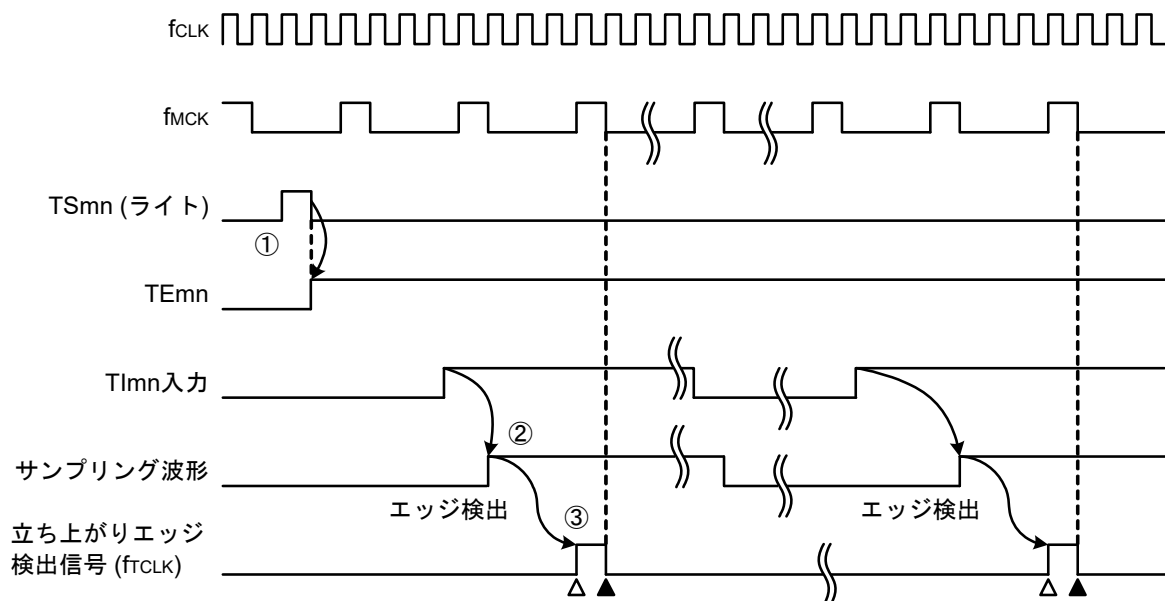 fCLK
fMCK
TSmn (ライト)
①
TEmn
TImn入力
②
サンプリング波形
エッジ検出
エッジ検出
③
立ち上がりエッジ
検出信号 (fTCLK)